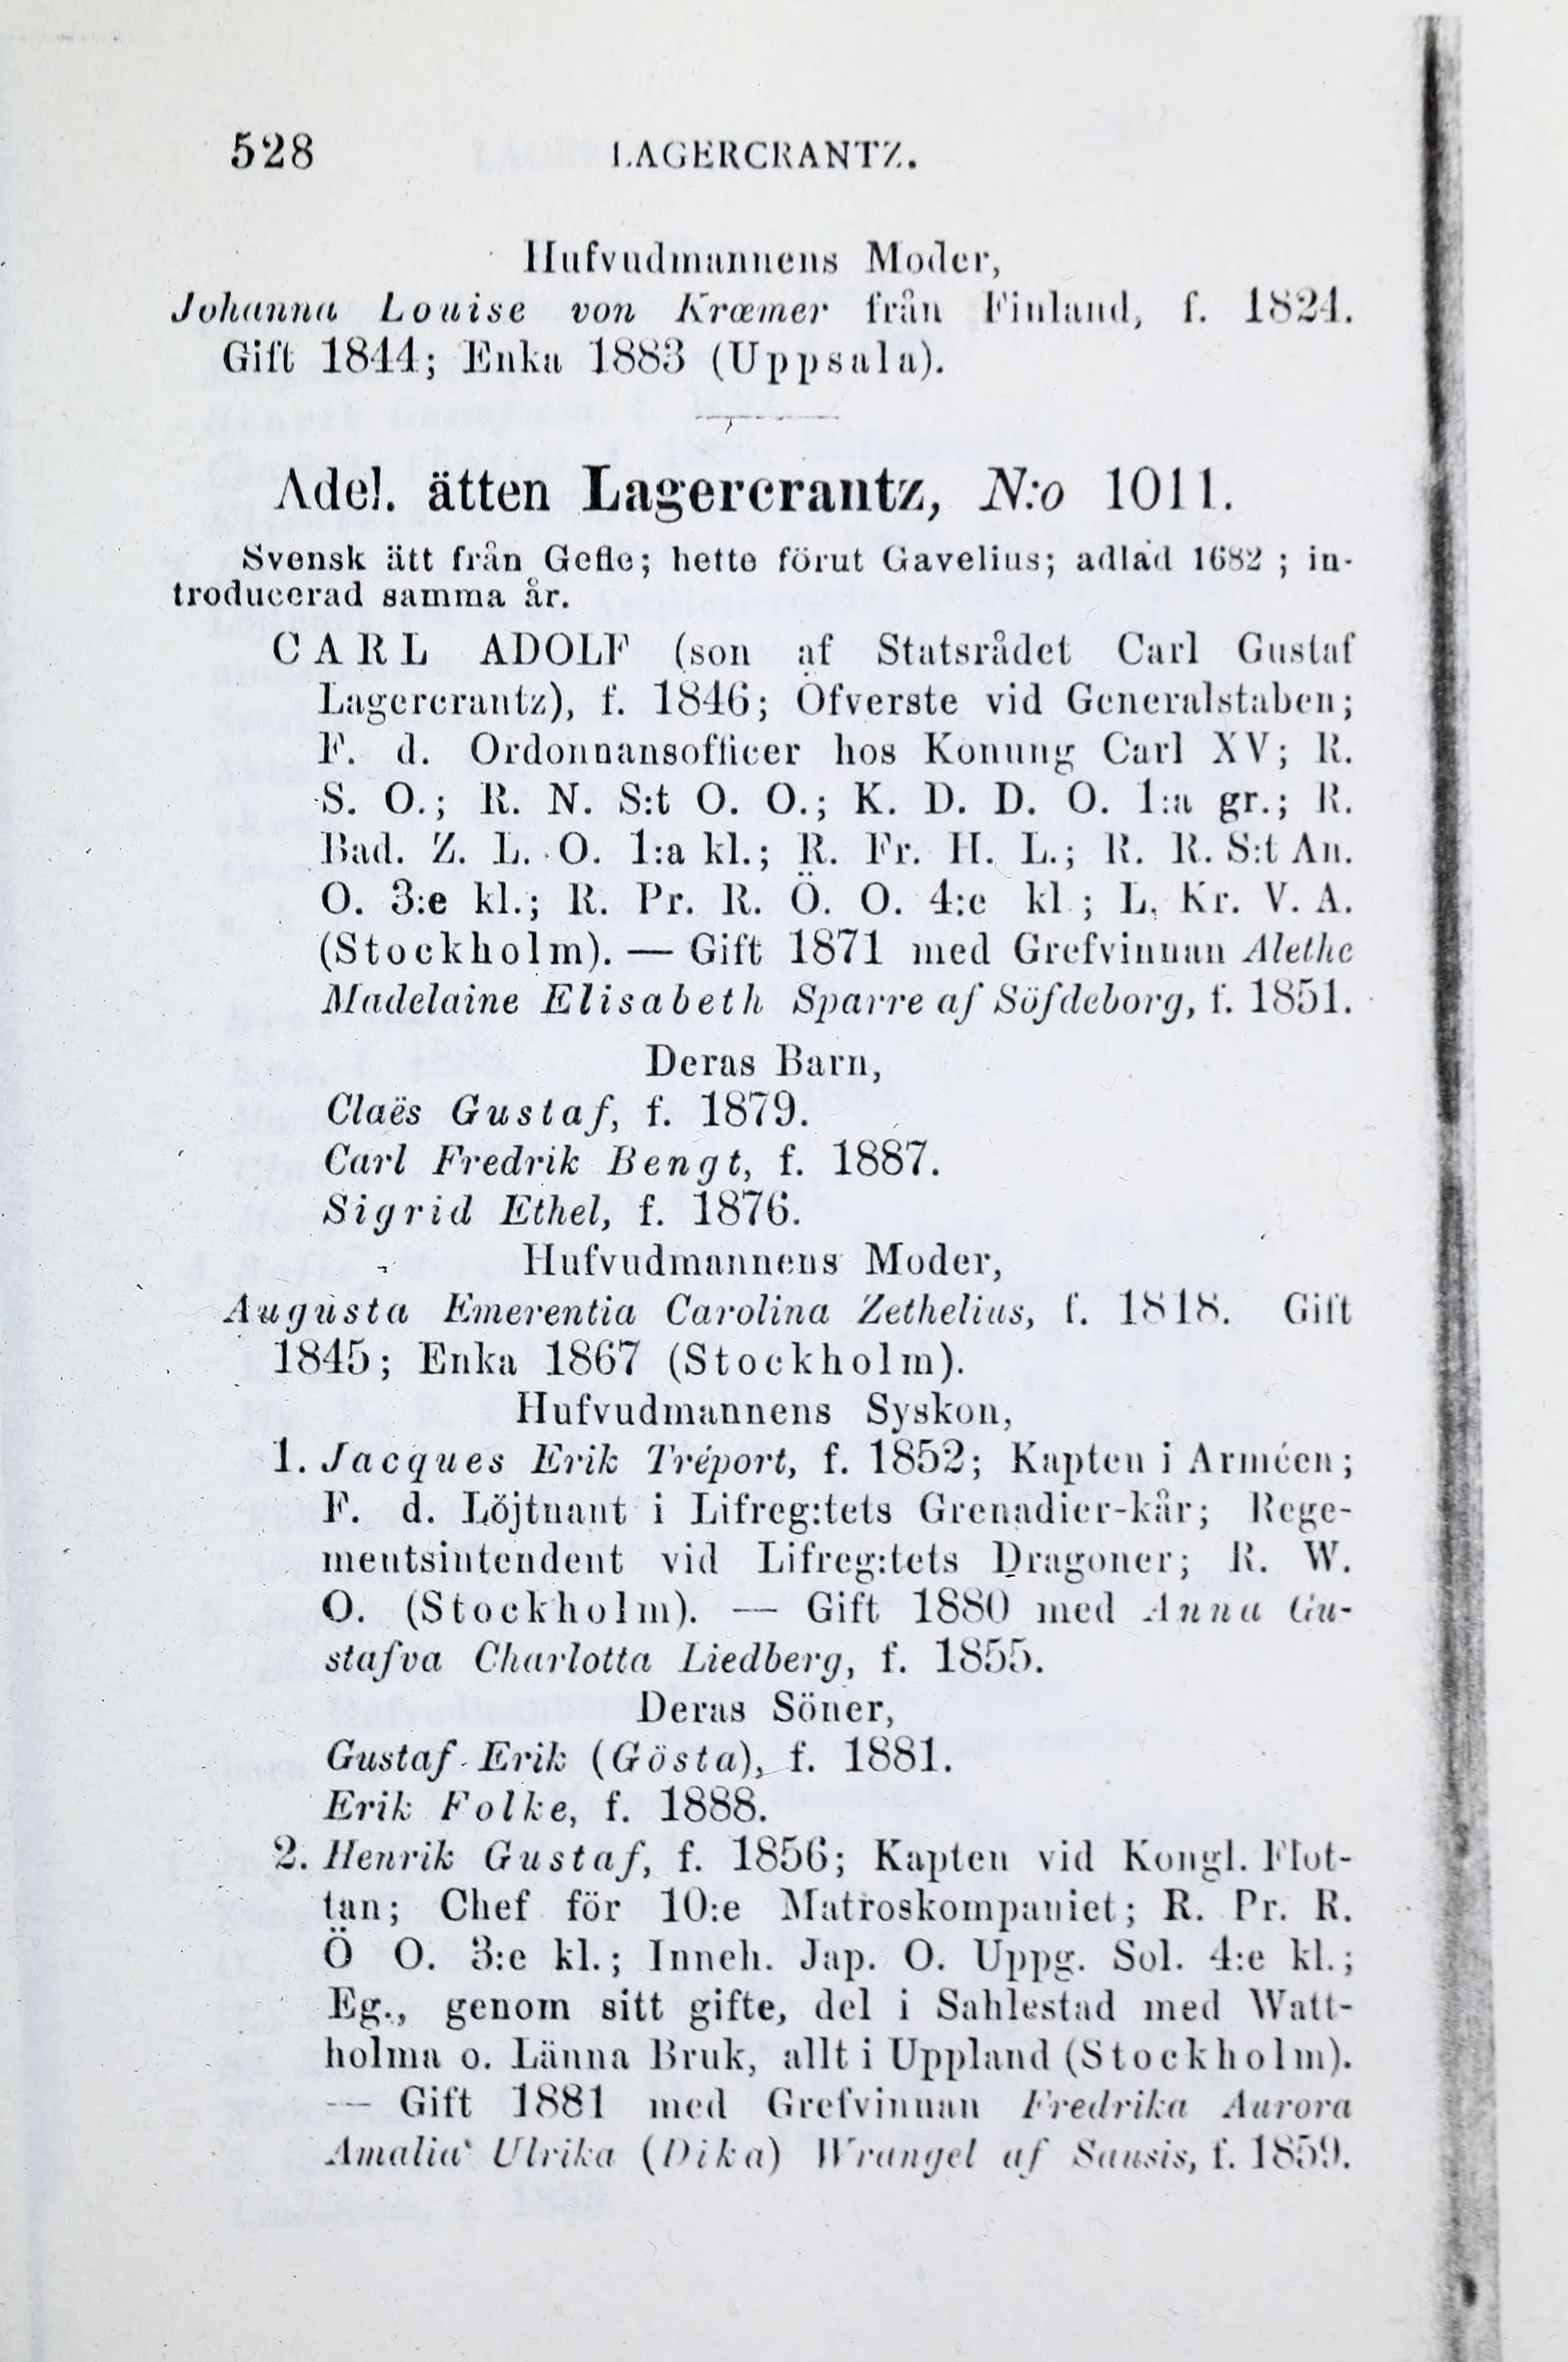 528 LAGERCRANTZ.
Hufvudmannens Moder,
Johanna Louise von Kræmer från Finland, f. 1824.
Gift 1844; Enka 1883 (Uppsala).
Adel. ätten Lagercrantz, N:o 1011.
Svensk ätt från Gefle; hette förut Gavelius; adlad 1682 ; in-
troducerad samma år.
CARL ADOLF (son af Statsrådet Carl Gustaf
Lagercrantz), f. 1846; Öfverste vid Generalstaben;
F. d. Ordonnansofficer hos Konung Carl XV; R.
S. O.; R. N. S:t O. O.; K. D. D. O. 1:a gr.; R.
Bad. Z. L. O. 1:a kl.; R. Fr. H. L.; R. R. S:t An.
O. 3:e kl.; R. Pr. R. Ö. O. 4:e kl.; L. Kr. V. A.
(Stockholm). — Gift 1871 med Grefvinnan Alethe
Madelaine Elisabeth Sparre af Söfdeborg, f. 1851.
Deras Barn,
Claës Gustaf, f. 1879.
Carl Fredrik Bengt, f. 1887.
Sigrid Ethel, f. 1876.
Hufvudmannens Moder,
Augusta Emerentia Carolina Zethelius, f. 1818. Gift
1845; Enka 1867 (Stockholm).
Hufvudmannens Syskon,
1. Jacques Erik Tréport, f. 1852; Kapten i Arméen;
F. d. Löjtnant i Lifreg:tets Grenadier-kår; Rege-
mentsintendent vid Lifreg:tets Dragoner; R. W.
O. (Stockholm). — Gift 1880 med Anna Gu-
stafva Charlotta Liedberg, f. 1855.
Deras Söner,
Gustaf Erik (Gösta), f. 1881.
Erik Folke, f. 1888.
2. Henrik Gustaf, f. 1856; Kapten vid Kongl. Flot-
tan; Chef för 10:e Matroskompaniet; R. Pr. R.
Ö O. 3:e kl.; Inneh. Jap. O. Uppg. Sol. 4:e kl.;
Eg., genom sitt gifte, del i Sahlestad med Watt-
holma o. Länna Bruk, allt i Uppland (Stockholm).
— Gift 1881 med Grefvinnan Fredrika Aurora
Amalia Ulrika (Dika) Wrangel af Sausis, f. 1859.